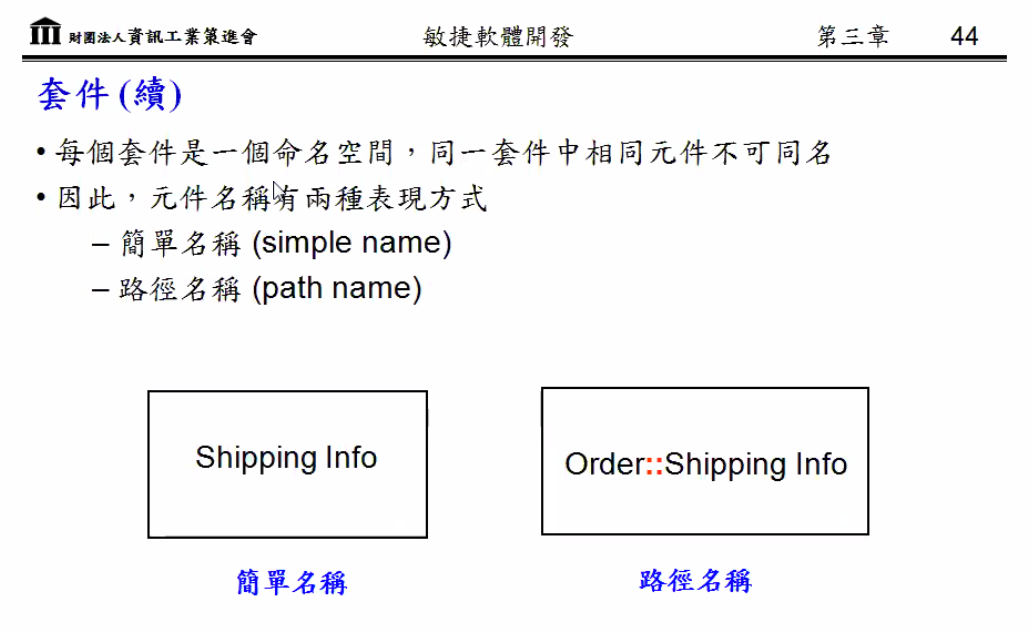 財團法人資訊工業策進會 敏捷軟體開發 第三章 44
套件 (續)
• 每個套件是一個命名空間，同一套件中相同元件不可同名
• 因此，元件名稱有兩種表現方式
– 簡單名稱 (simple name)
– 路徑名稱 (path name)
Shipping Info
Order::Shipping Info
簡單名稱
路徑名稱